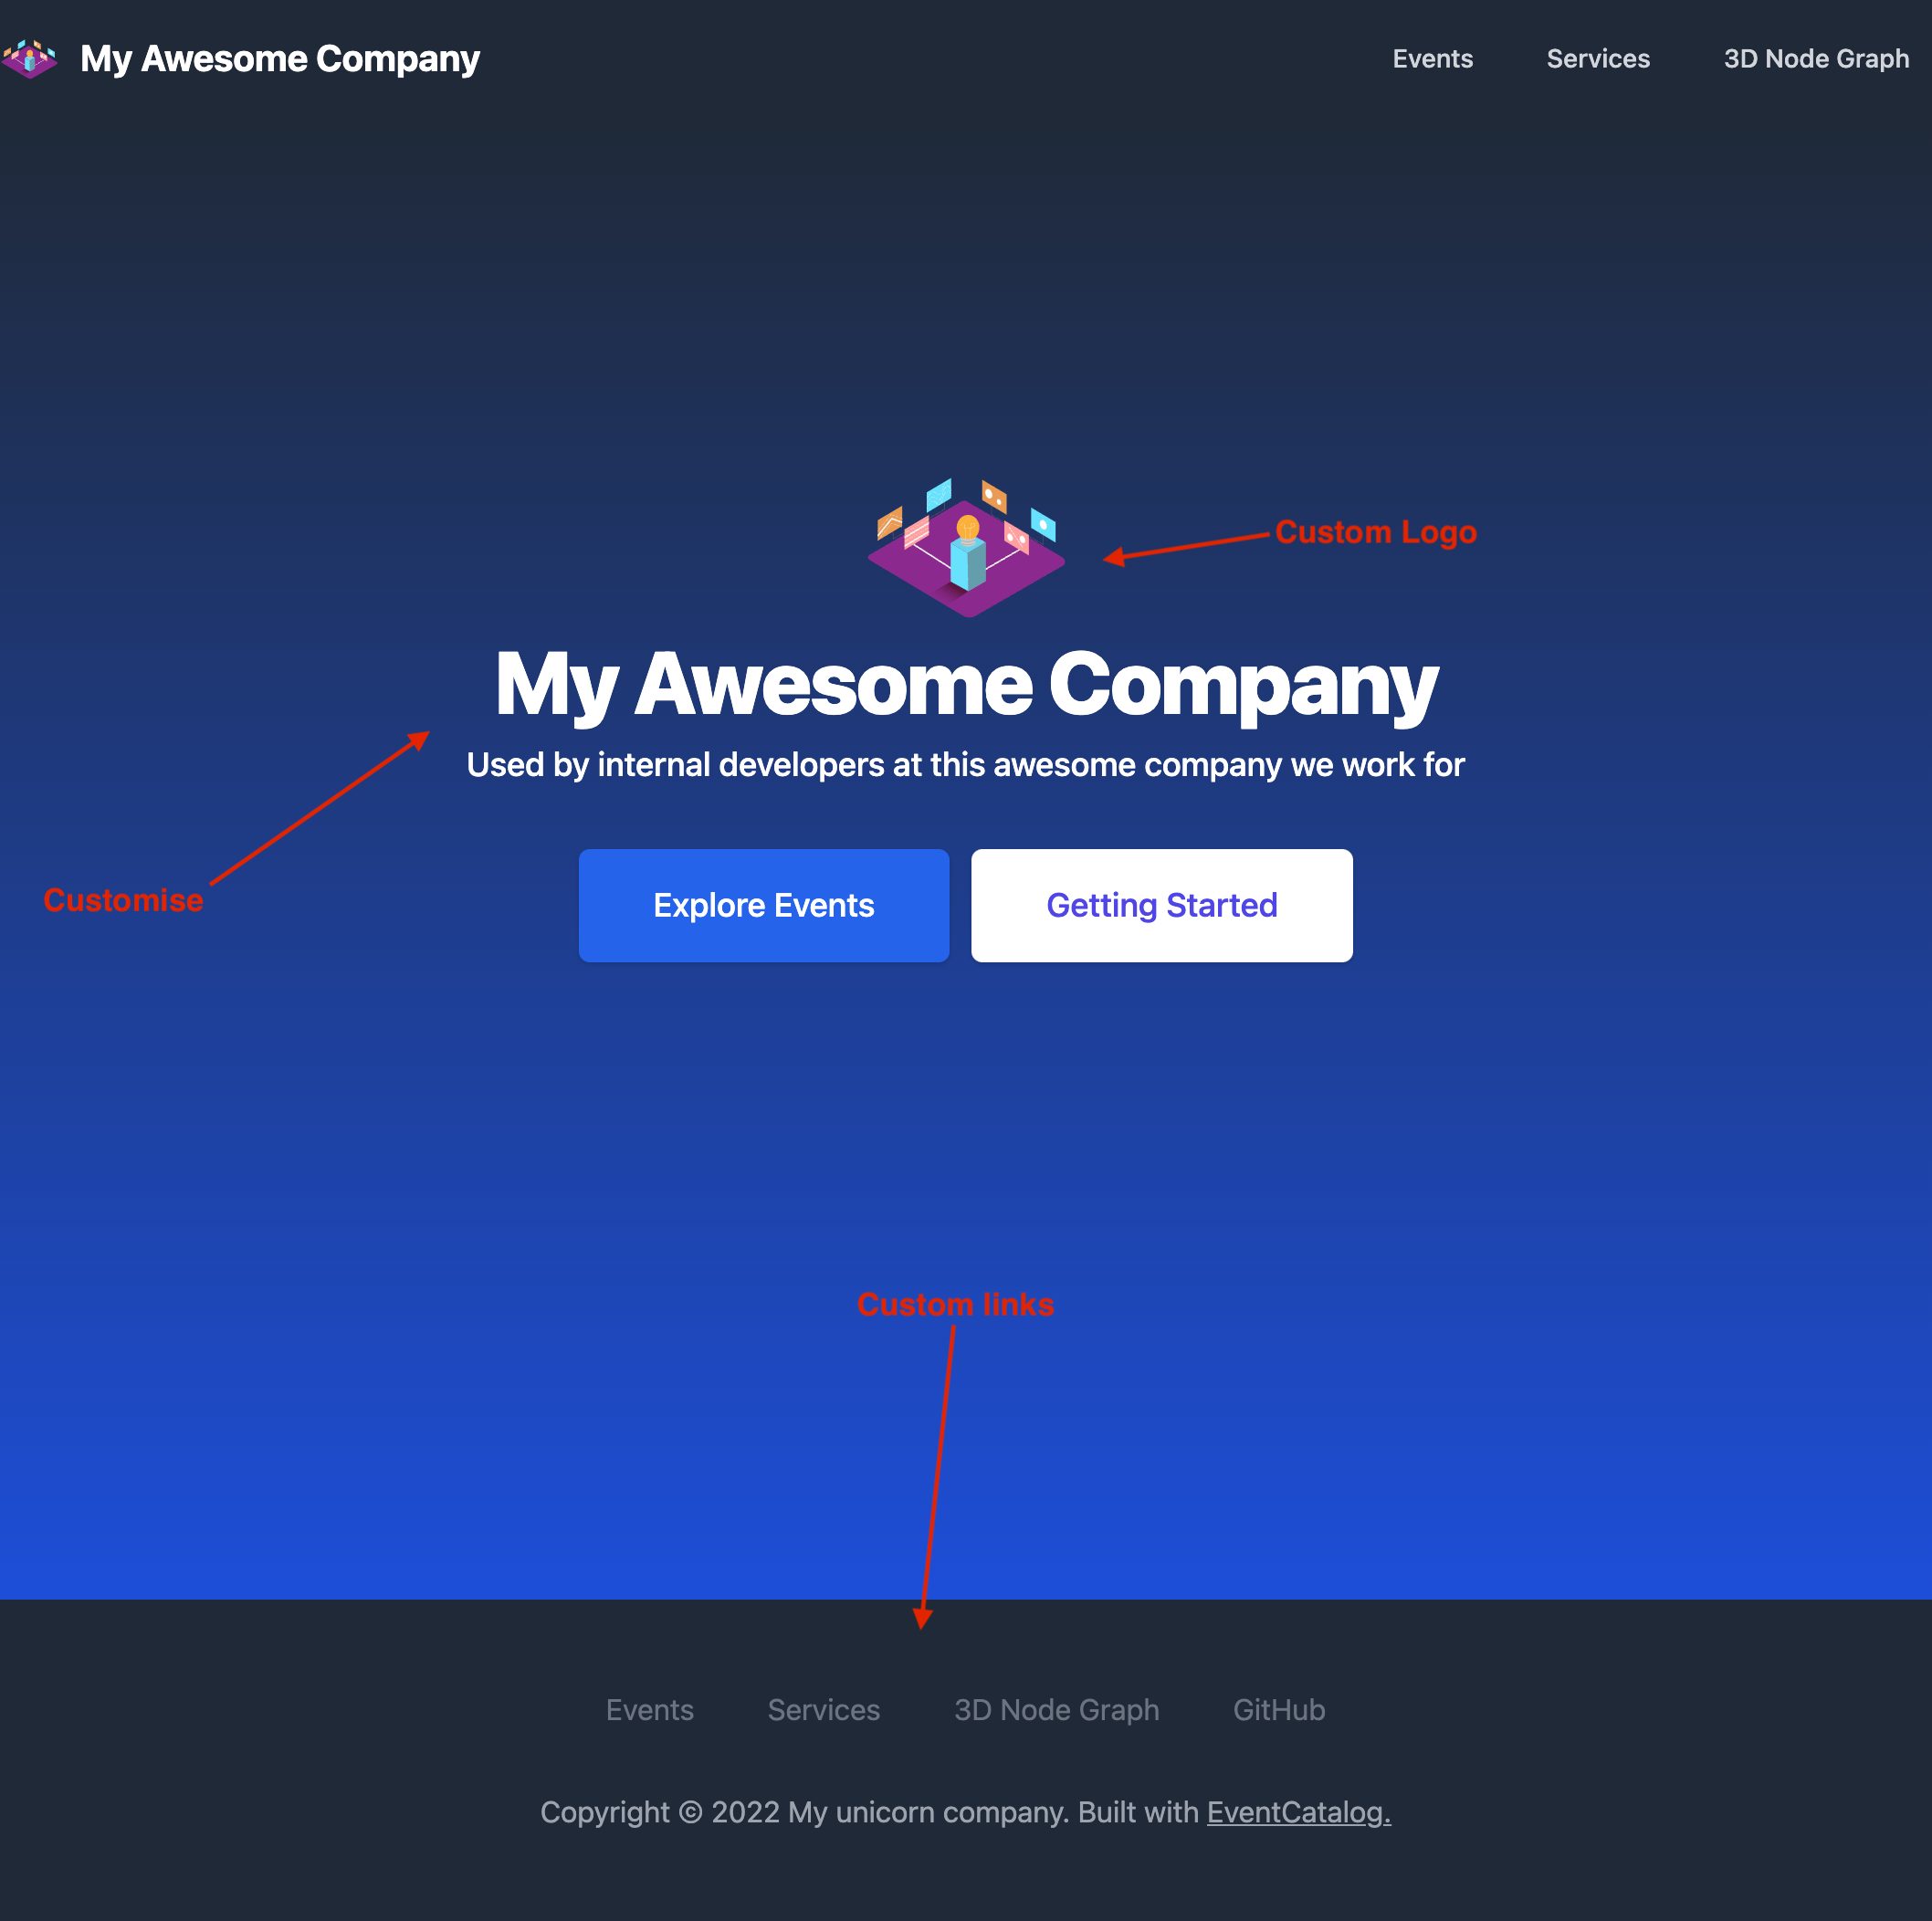 My Awesome Company
Events Services 3D Node Graph
Custom Logo
My Awesome Company
Used by internal developers at this awesome company we work for
Customise
Explore Events
Getting Started
Custom links
Events Services 3D Node Graph GitHub
Copyright © 2022 My unicorn company. Built with EventCatalog.